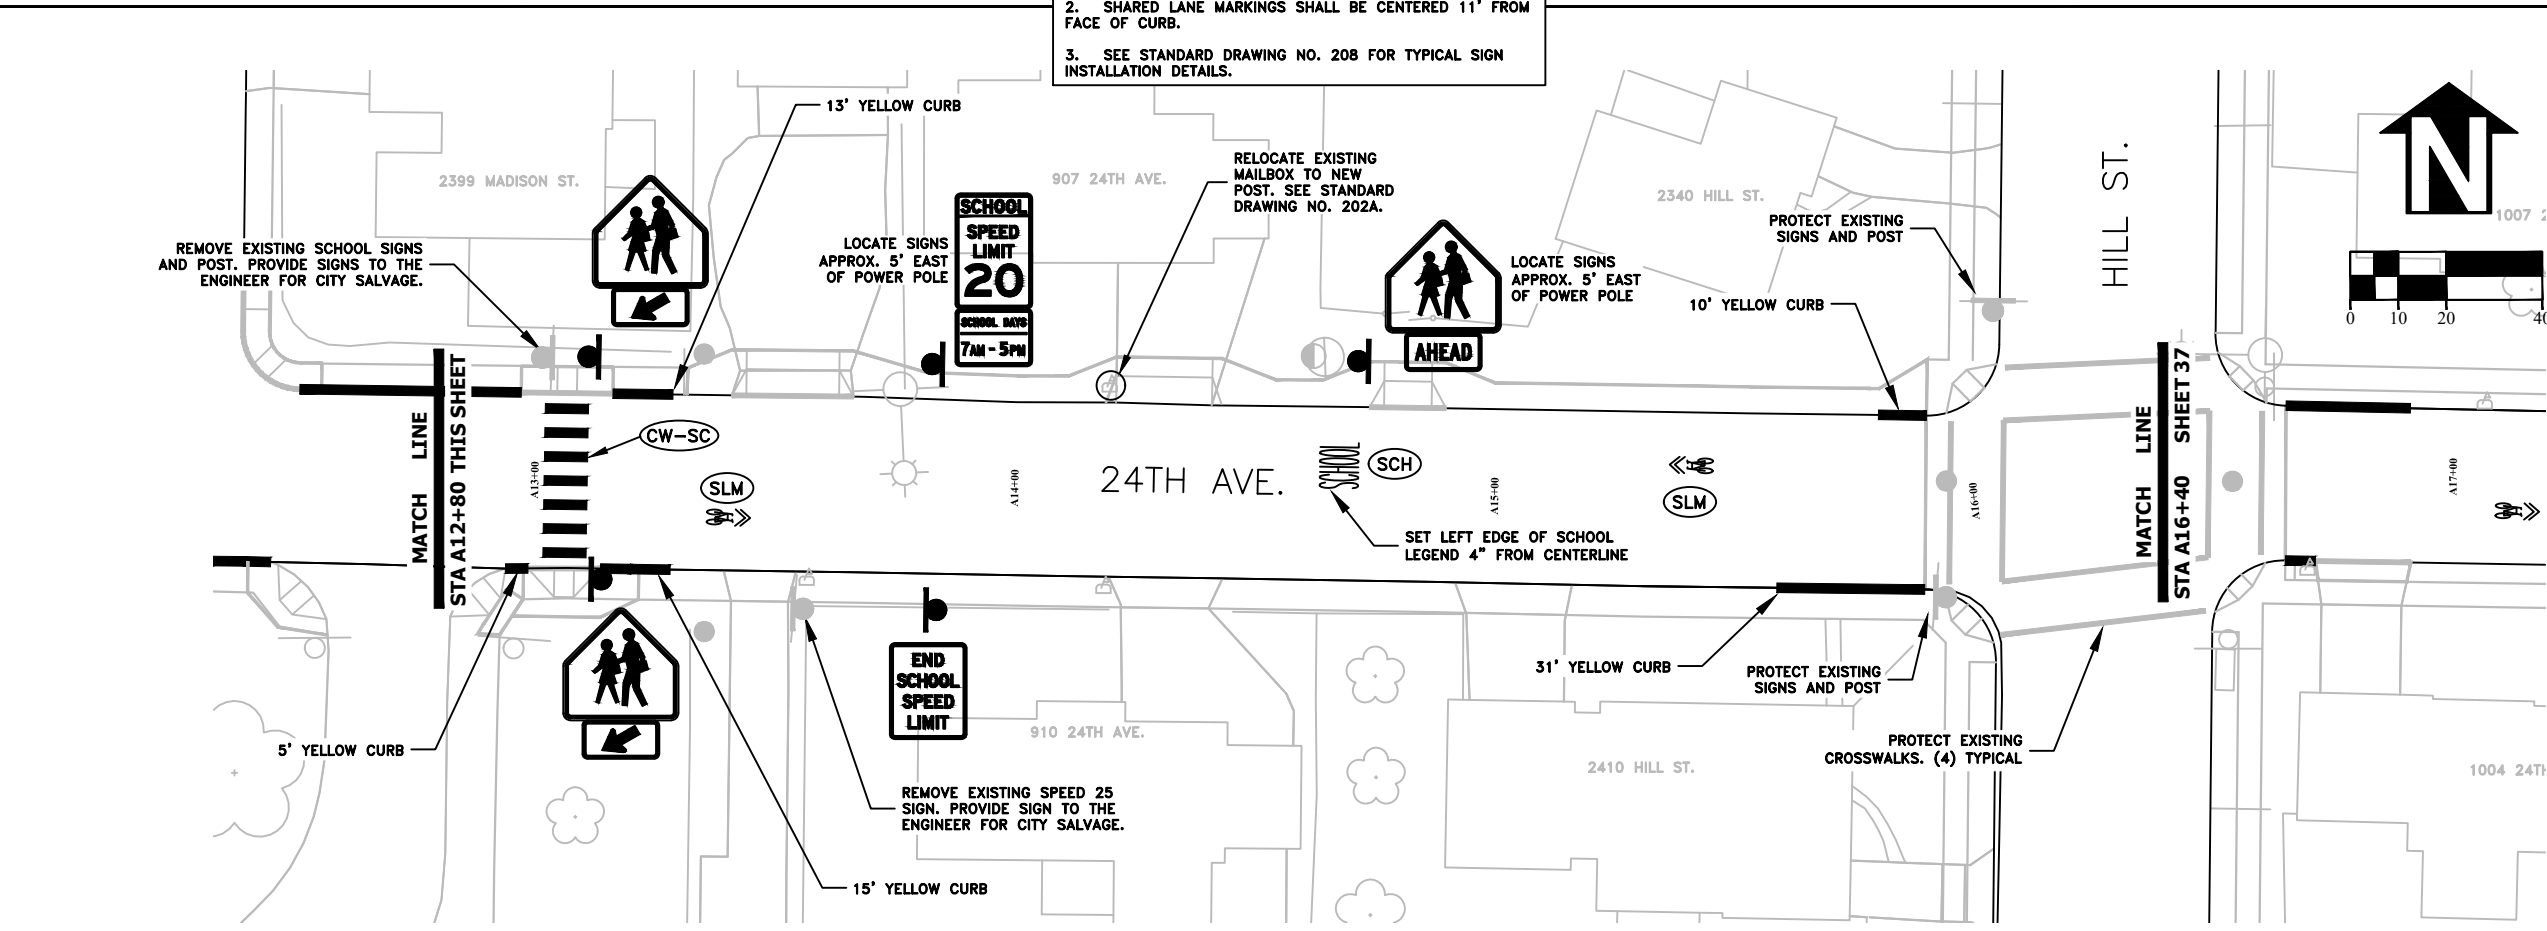 2. SHARED LANE MARKINGS SHALL BE CENTERED 11' FROM
FACE OF CURB.
3. SEE STANDARD DRAWING NO. 208 FOR TYPICAL SIGN
INSTALLATION DETAILS.
13' YELLOW CURB
2399 MADISON ST.
REMOVE EXISTING SCHOOL SIGNS
AND POST. PROVIDE SIGNS TO THE
ENGINEER FOR CITY SALVAGE.
LOCATE SIGNS
APPROX. 5' EAST
OF POWER POLE
SCHOOL
SPEED
LIMIT
20
SCHOOL DAYS
7AM - 5PM
907 24TH AVE.
RELOCATE EXISTING
MAILBOX TO NEW
POST. SEE STANDARD
DRAWING NO. 202A.
AHEAD
LOCATE SIGNS
APPROX. 5' EAST
OF POWER POLE
2340 HILL ST.
PROTECT EXISTING
SIGNS AND POST
10' YELLOW CURB
HILL ST.
N
1007 2
0 10 20 40
MATCH LINE
STA A12+80 THIS SHEET
A13+00
CW-SC
SLM
A14+00
24TH AVE.
SCHOOL
SCH
A15+00
SLM
SET LEFT EDGE OF SCHOOL
LEGEND 4" FROM CENTERLINE
A16+00
MATCH LINE
STA A16+40 SHEET 37
A17+00
5' YELLOW CURB
END
SCHOOL
SPEED
LIMIT
910 24TH AVE.
REMOVE EXISTING SPEED 25
SIGN. PROVIDE SIGN TO THE
ENGINEER FOR CITY SALVAGE.
15' YELLOW CURB
31' YELLOW CURB
PROTECT EXISTING
SIGNS AND POST
2410 HILL ST.
PROTECT EXISTING
CROSSWALKS. (4) TYPICAL
1004 24TH